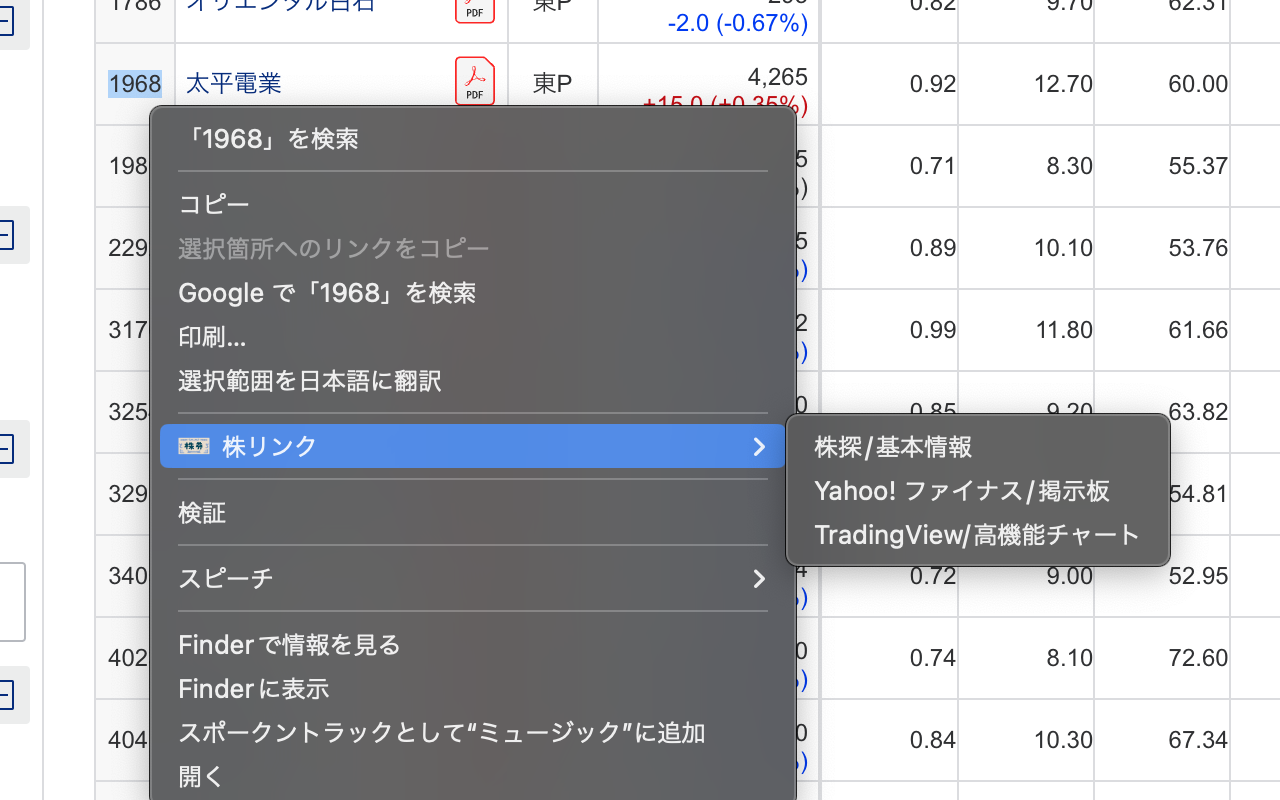 1786 オリエンタル白石 PDF 東P 0.82 9.70 62.31
-2.0 (-0.67%)
1968 太平電業 PDF 東P 4,265 0.92 12.70 60.00
+15.0 (+0.35%)
「1968」を検索
198 5 0.71 8.30 55.37
コピー
229 5 0.89 10.10 53.76
選択箇所へのリンクをコピー
Google で「1968」を検索
317 2 0.99 11.80 61.66
印刷...
選択範囲を日本語に翻訳
325 0 0.85 9.20 63.82
株券 株リンク
株探/基本情報
329 Yahoo! ファイナス/掲示板 54.81
検証
TradingView/高機能チャート
340 4 0.72 9.00 52.95
スピーチ
Finderで情報を見る
402 0 0.74 8.10 72.60
Finderに表示
スポークントラックとして“ミュージック”に追加
404 0 0.84 10.30 67.34
開く